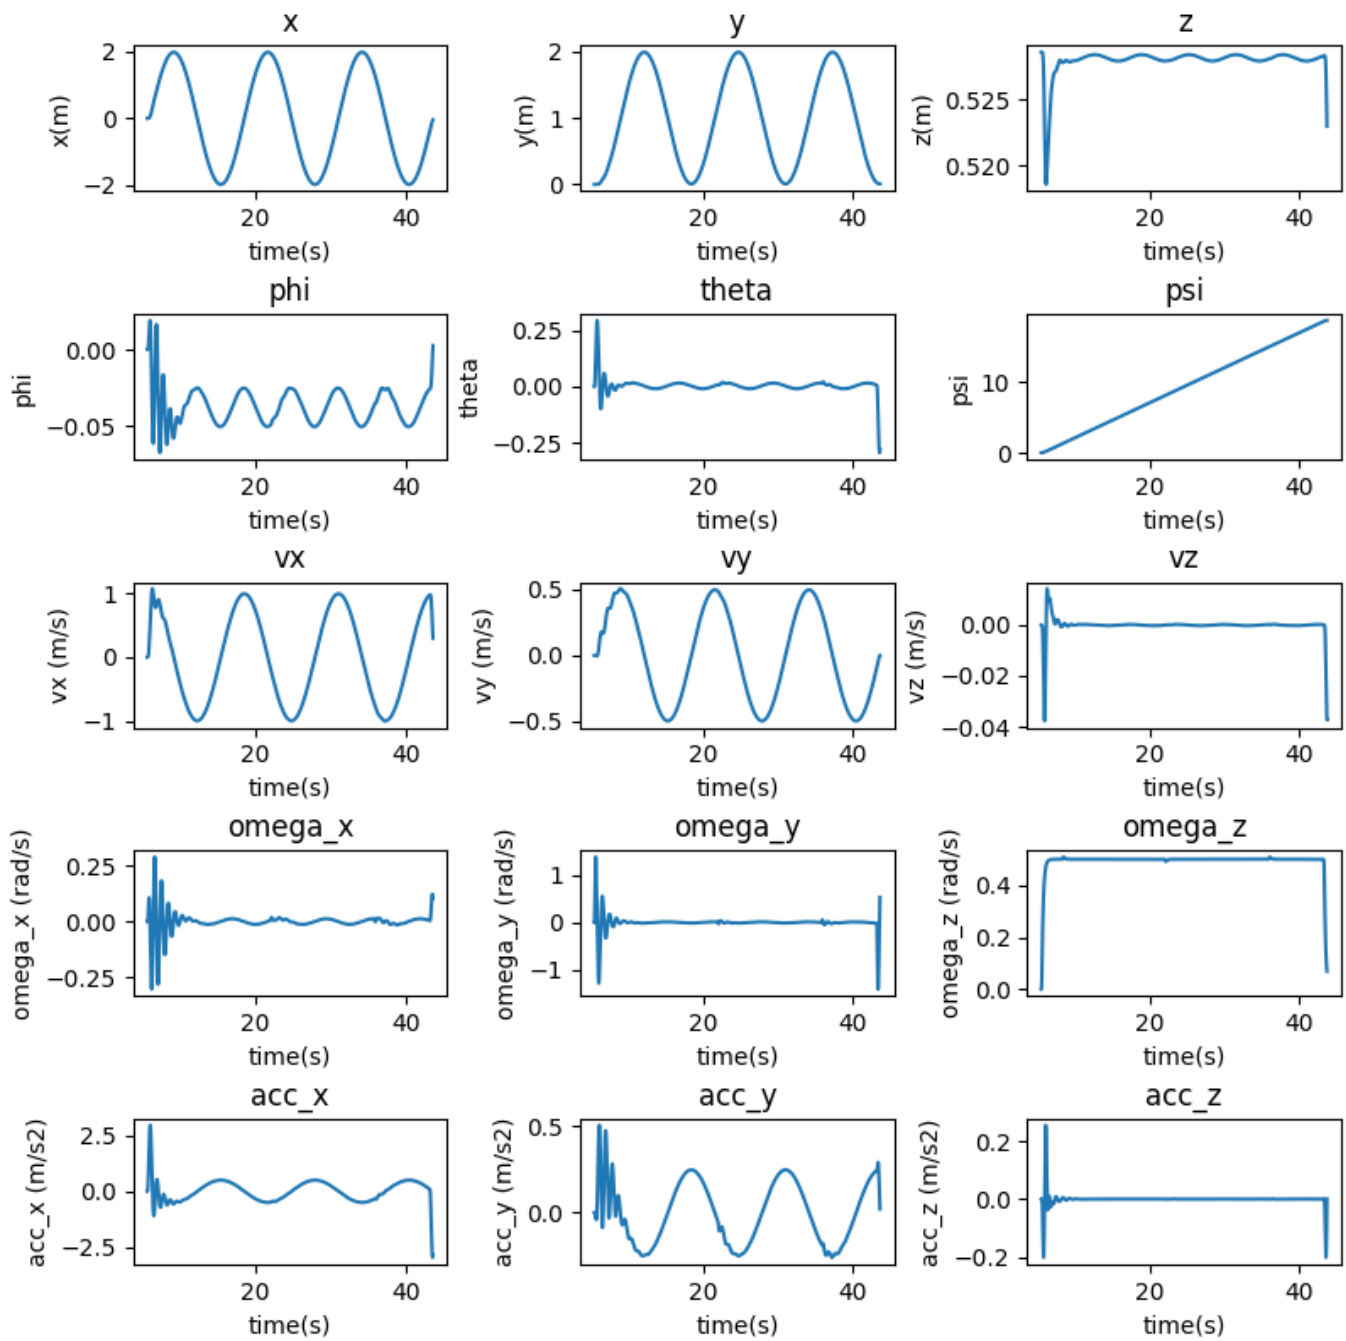 x y z
x(m) 2 0 −2 20 40 time(s)
y(m) 2 1 0 20 40 time(s)
z(m) 0.525 0.520 20 40 time(s)
phi theta psi
phi 0.00 −0.05 20 40 time(s)
theta 0.25 0.00 −0.25 20 40 time(s)
psi 10 0 20 40 time(s)
vx vy vz
vx (m/s) 1 0 −1 20 40 time(s)
vy (m/s) 0.5 0.0 −0.5 20 40 time(s)
vz (m/s) 0.00 −0.02 −0.04 20 40 time(s)
omega_x omega_y omega_z
omega_x (rad/s) 0.25 0.00 −0.25 20 40 time(s)
omega_y (rad/s) 1 0 −1 20 40 time(s)
omega_z (rad/s) 0.4 0.2 0.0 20 40 time(s)
acc_x acc_y acc_z
acc_x (m/s2) 2.5 0.0 −2.5 20 40 time(s)
acc_y (m/s2) 0.5 0.0 20 40 time(s)
acc_z (m/s2) 0.2 0.0 −0.2 20 40 time(s)